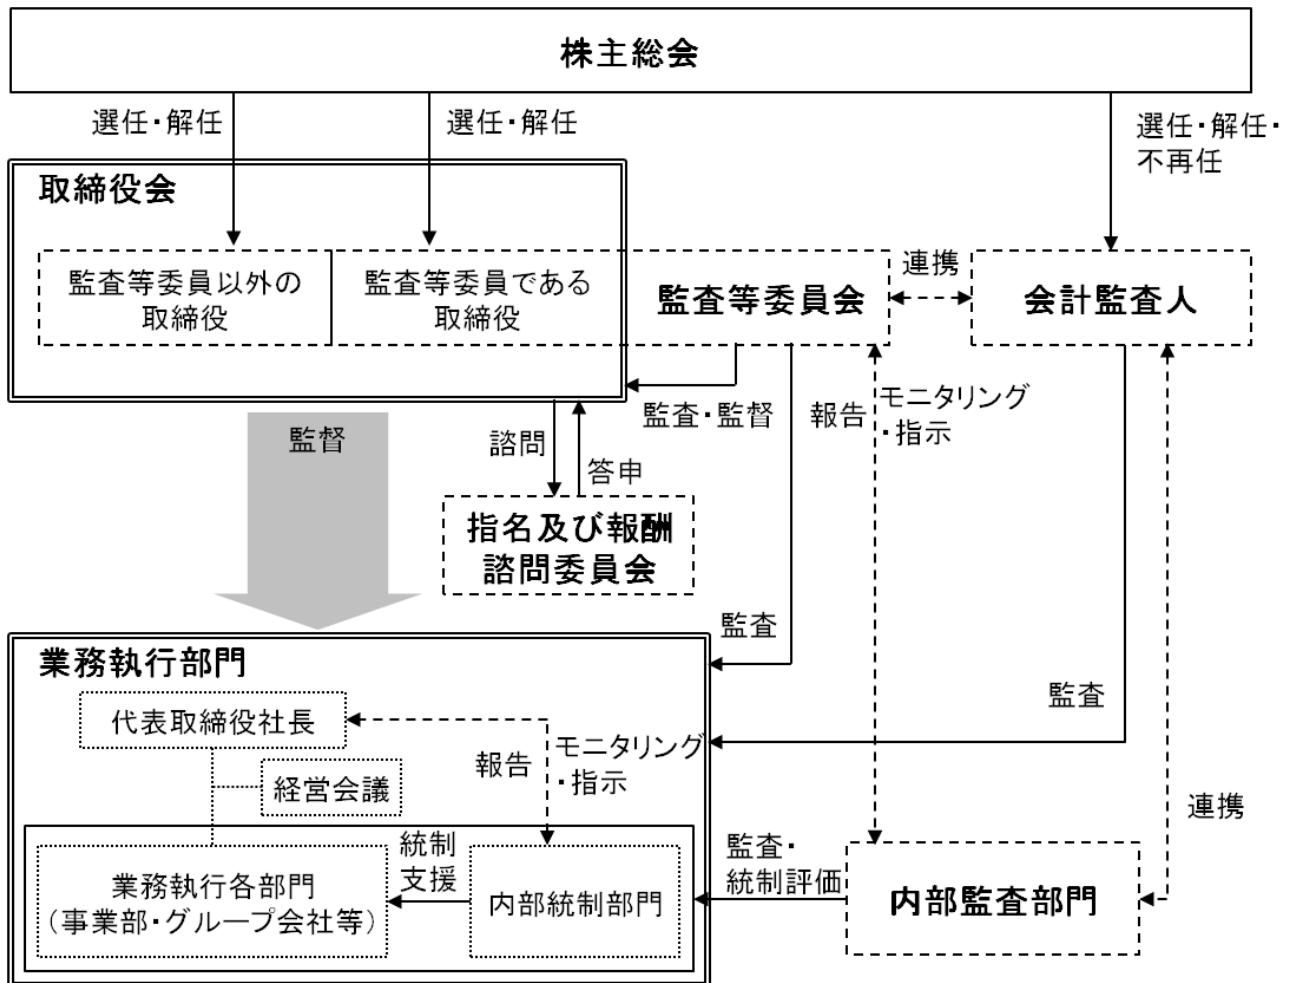 株主総会
選任・解任
選任・解任
選任・解任・
不再任
取締役会
監査等委員以外の
取締役
監査等委員である
取締役
監査等委員会
連携
会計監査人
監督
諮問
答申
監査・監督
報告
モニタリング
・指示
指名及び報酬
諮問委員会
監査
監査
業務執行部門
代表取締役社長
経営会議
報告
モニタリング
・指示
連携
業務執行各部門
（事業部・グループ会社等）
統制
支援
内部統制部門
監査・
統制評価
内部監査部門